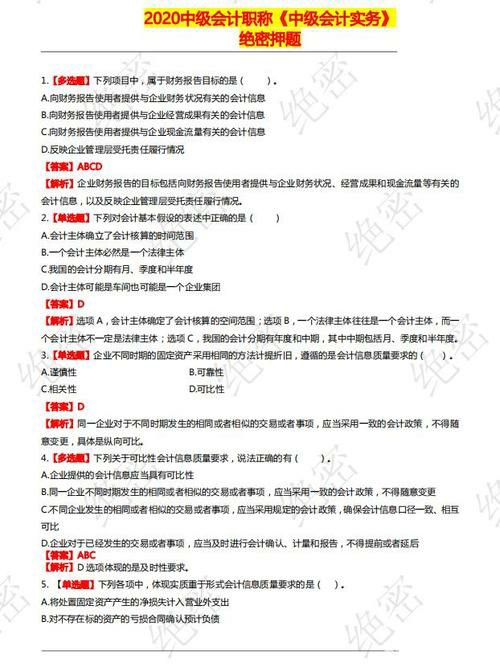 2020中级会计职称《中级会计实务》
绝密押题
1.【多选题】下列项目中，属于财务报告目标的是（　　）。
A.向财务报告使用者提供与企业财务状况有关的会计信息
B.向财务报告使用者提供与企业经营成果有关的会计信息
C.向财务报告使用者提供与企业现金流量有关的会计信息
D.反映企业管理层受托责任履行情况
【答案】ABCD
【解析】企业财务报告的目标包括向财务报告使用者提供与企业财务状况、经营成果和现金流量等有关的
会计信息，以及反映企业管理层受托责任履行情况。
2.【单选题】下列对会计基本假设的表述中正确的是（　　）
A.会计主体确立了会计核算的时间范围
B.一个会计主体必然是一个法律主体
C.我国的会计分期有月、季度和半年度
D.会计主体可能是车间也可能是一个企业集团
【答案】D
【解析】选项A，会计主体确定了会计核算的空间范围；选项B，一个法律主体往往是一个会计主体，而一
个会计主体不一定是法律主体；选项C，我国的会计分期有年度和中期，其中中期包括月、季度和半年度。
3.【单选题】企业不同时期的固定资产采用相同的方法计提折旧，遵循的是会计信息质量要求的（　　）。
A.谨慎性　　B.可靠性
C.相关性　　D.可比性
【答案】D
【解析】同一企业对于不同时期发生的相同或者相似的交易或者事项，应当采用一致的会计政策，不得随
意变更，具体是纵向可比。
4.【多选题】下列关于可比性会计信息质量要求，说法正确的有（　　）。
A.企业提供的会计信息应当具有可比性
B.同一企业不同时期发生的相同或者相似的交易或者事项，应当采用一致的会计政策，不得随意变更
C.不同企业发生的相同或者相似的交易或者事项，应当采用规定的会计政策，确保会计信息口径一致、相互
可比
D.企业对于已经发生的交易或者事项，应当及时进行会计确认、计量和报告，不得提前或者延后
【答案】ABC
【解析】D选项体现的是及时性要求。
5. 【单选题】下列各项中，体现实质重于形式会计信息质量要求的是（　　）。
A.将处置固定资产产生的净损失计入营业外支出
B.对不存在标的资产的亏损合同确认预计负债
绝密
绝密
绝密
绝密
绝密
绝密
绝密
绝密
绝密